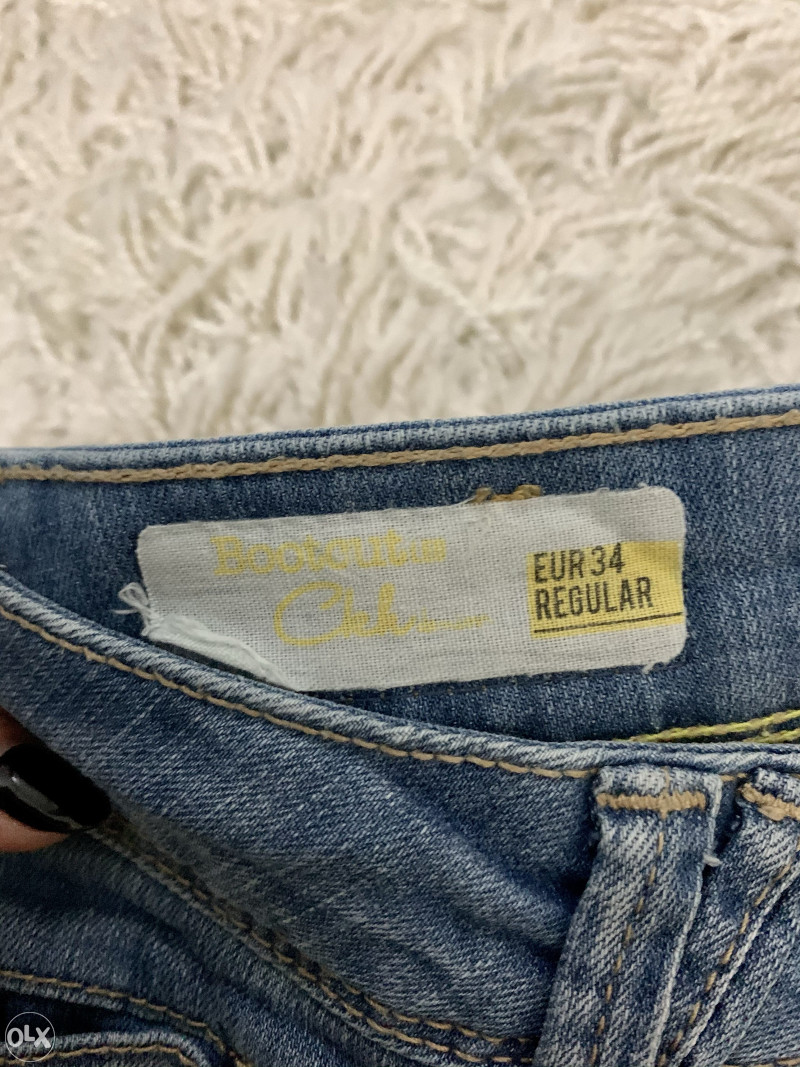 Bootcut
EUR 34
REGULAR
OLX